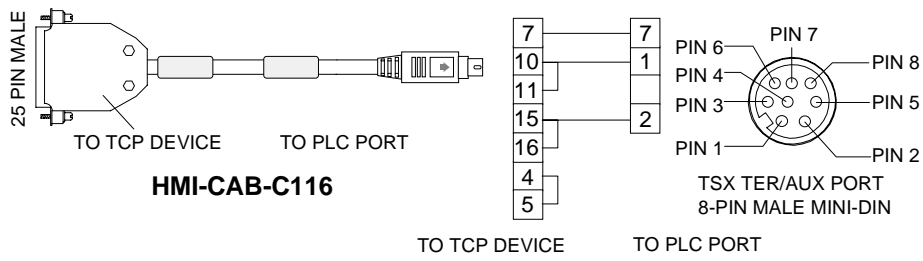 25 PIN MALE
TO TCP DEVICE
TO PLC PORT
HMI-CAB-C116
7
10
11
15
16
4
5
TO TCP DEVICE
7
1
2
TO PLC PORT
PIN 7
PIN 6
PIN 8
PIN 4
PIN 3
PIN 5
PIN 1
PIN 2
TSX TER/AUX PORT
8-PIN MALE MINI-DIN